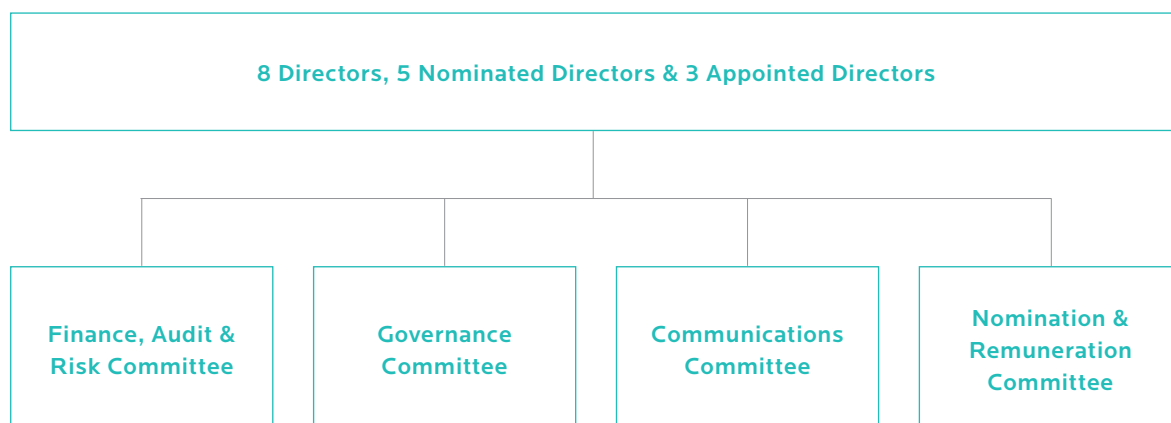 8 Directors, 5 Nominated Directors & 3 Appointed Directors
Finance, Audit &
Risk Committee
Governance
Committee
Communications
Committee
Nomination &
Remuneration
Committee